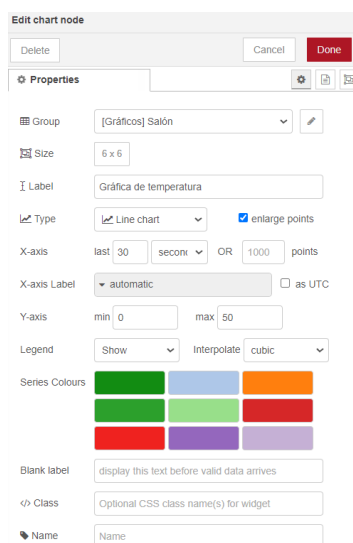 Edit chart node
Delete Cancel Done
Properties
Group [Gráficos] Salón
Size 6 x 6
Label Gráfica de temperatura
Type Line chart enlarge points
X-axis last 30 OR 1000 points
X-axis Label automatic as UTC
Y-axis min 0 max 50
Legend Show Interpolate cubic
Series Colours
Blank label display this text before valid data arrives
</> Class Optional CSS class name(s) for widget
Name Name